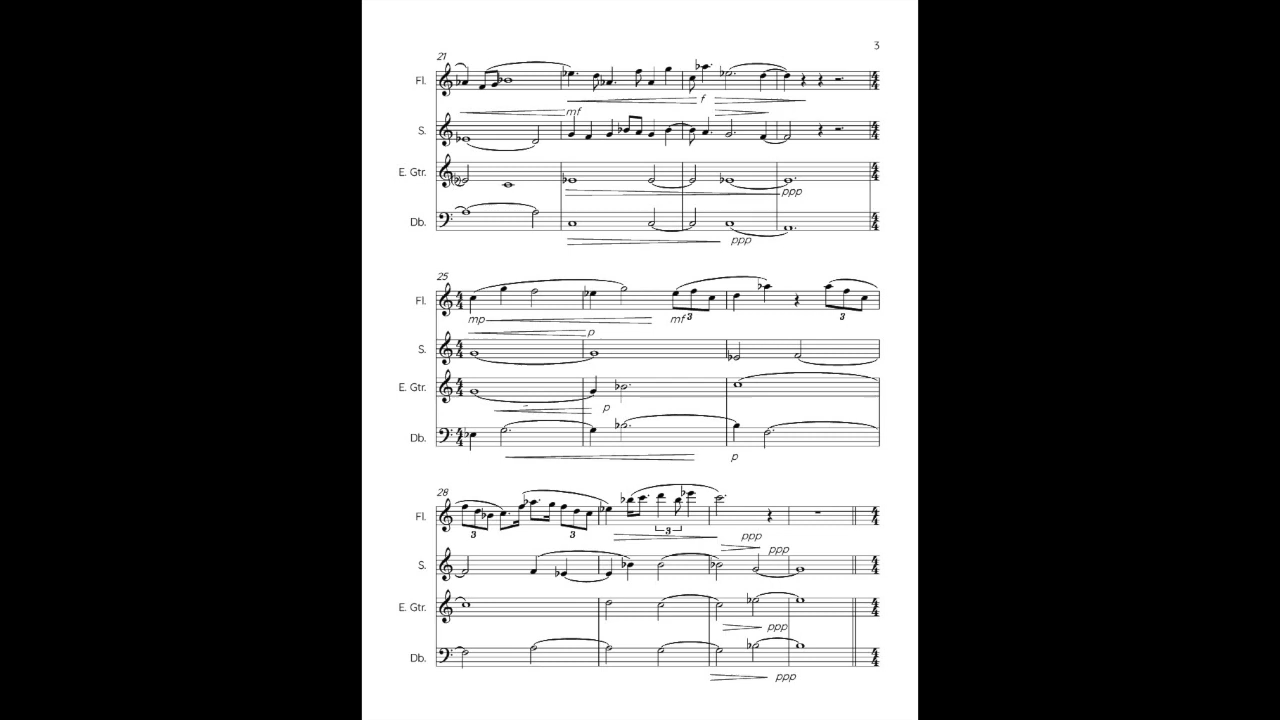 3
21
Fl.
f
mf
S.
E. Gtr.
ppp
Db.
ppp
25
Fl.
mp mf 3 3
p
S.
E. Gtr.
p
Db.
p
28
Fl.
3 3 3
ppp
ppp
S.
E. Gtr.
ppp
Db.
ppp